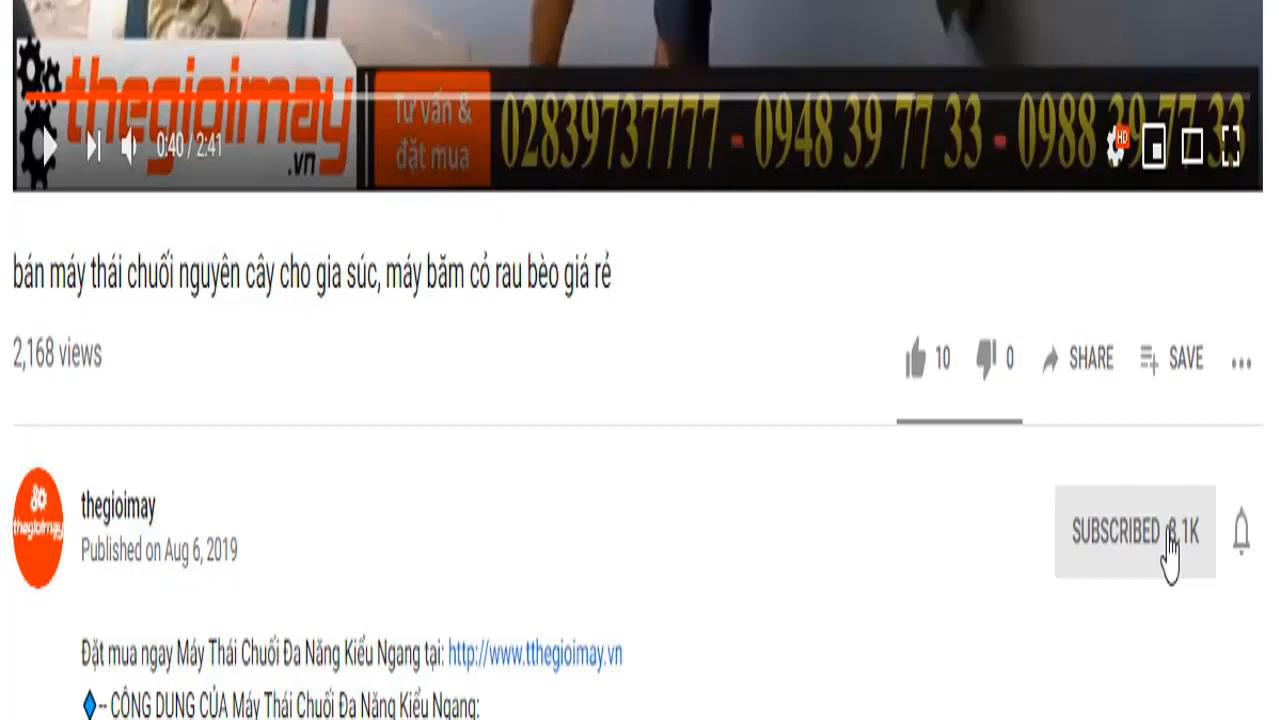 thegioimay
.vn
Tư vấn &
đặt mua
02839737777 - 0948 39 77 33 - 0988 39 77 33
HD
0:40 / 2:41
bán máy thái chuối nguyên cây cho gia súc, máy băm cỏ rau bèo giá rẻ
2,168 views
10
0
SHARE
SAVE
thegioimay
thegioimay
Published on Aug 6, 2019
SUBSCRIBED
Đặt mua ngay Máy Thái Chuối Đa Năng Kiểu Ngang tại: http://www.tthegioimay.vn
-- CÔNG DỤNG CỦA Máy Thái Chuối Đa Năng Kiểu Ngang: